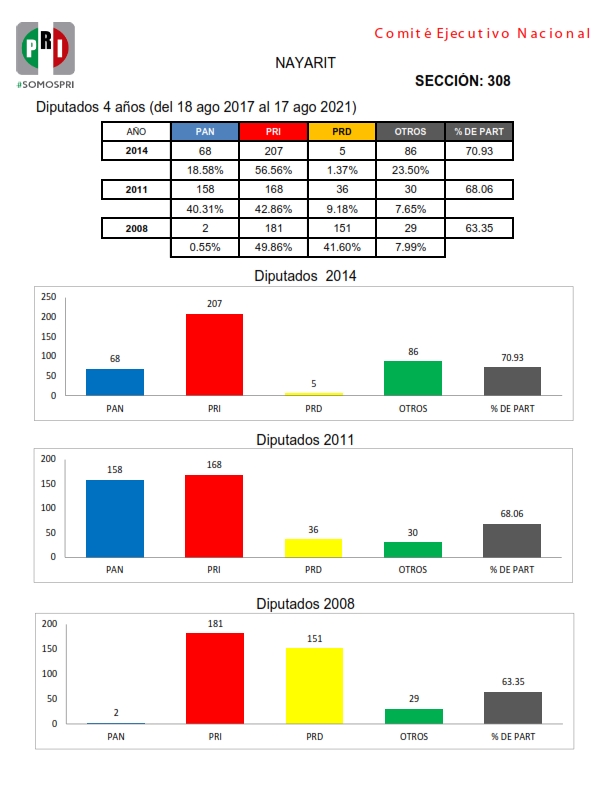 Comité Ejecutivo Nacional
PRI
#SOMOSPRI
NAYARIT
SECCIÓN: 308
Diputados 4 años (del 18 ago 2017 al 17 ago 2021)
AÑO PAN PRI PRD OTROS % DE PART
2014 68 207 5 86 70.93
18.58% 56.56% 1.37% 23.50%
2011 158 168 36 30 68.06
40.31% 42.86% 9.18% 7.65%
2008 2 181 151 29 63.35
0.55% 49.86% 41.60% 7.99%
Diputados 2014
250
200
150
100
50
0
68
207
5
86
70.93
PAN PRI PRD OTROS % DE PART
Diputados 2011
200
150
100
50
0
158
168
36
30
68.06
PAN PRI PRD OTROS % DE PART
Diputados 2008
200
150
100
50
0
2
181
151
29
63.35
PAN PRI PRD OTROS % DE PART